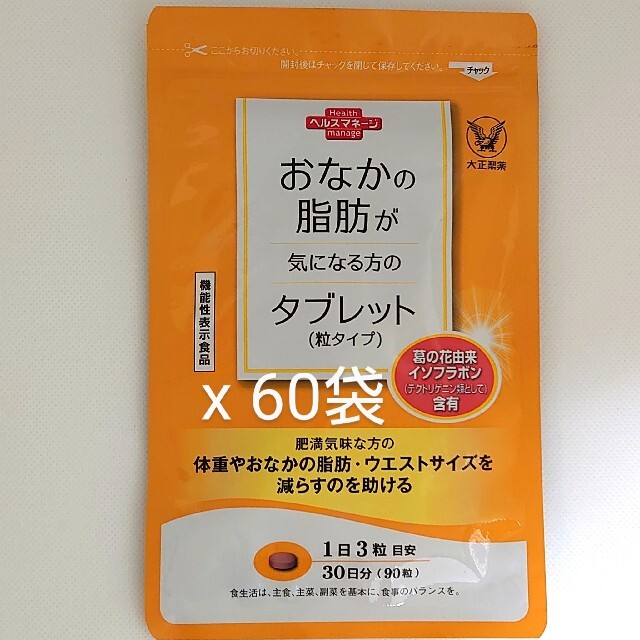 ここからお切りください。
開封後はチャックを閉じて保存してください。
チャック
Health
ヘルスマネージ
manage
大正製薬
おなかの
脂肪が
気になる方の
タブレット
(粒タイプ)
機能性表示食品
葛の花由来
イソフラボン
(テクトリゲニン類として)
含有
x 60袋
肥満気味な方の
体重やおなかの脂肪・ウエストサイズを
減らすのを助ける
1日3粒 目安
30日分(90粒)
食生活は、主食、主菜、副菜を基本に、食事のバランスを。